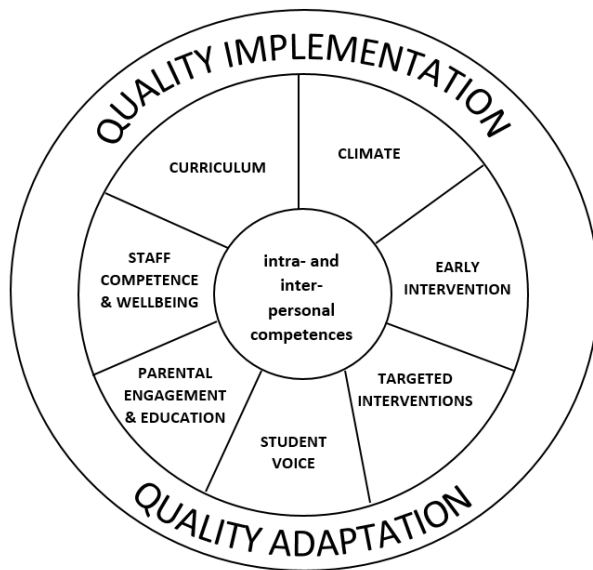 QUALITY IMPLEMENTATION
CURRICULUM
CLIMATE
STAFF
COMPETENCE
& WELLBEING
intra- and
inter-
personal
competences
EARLY
INTERVENTION
PARENTAL
ENGAGEMENT
& EDUCATION
TARGETED
INTERVENTIONS
STUDENT
VOICE
QUALITY ADAPTATION